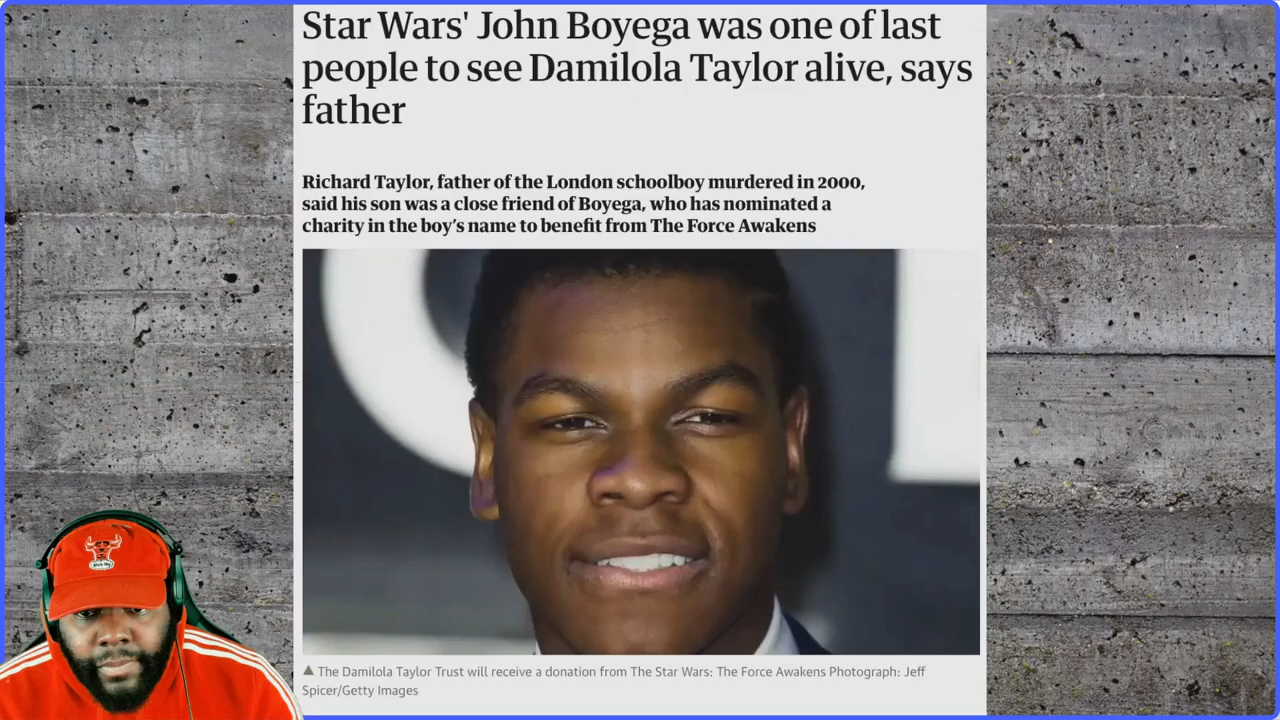 Star Wars' John Boyega was one of last
people to see Damilola Taylor alive, says
father
Richard Taylor, father of the London schoolboy murdered in 2000,
said his son was a close friend of Boyega, who has nominated a
charity in the boy’s name to benefit from The Force Awakens
▲ The Damilola Taylor Trust will receive a donation from The Star Wars: The Force Awakens Photograph: Jeff
Spicer/Getty Images